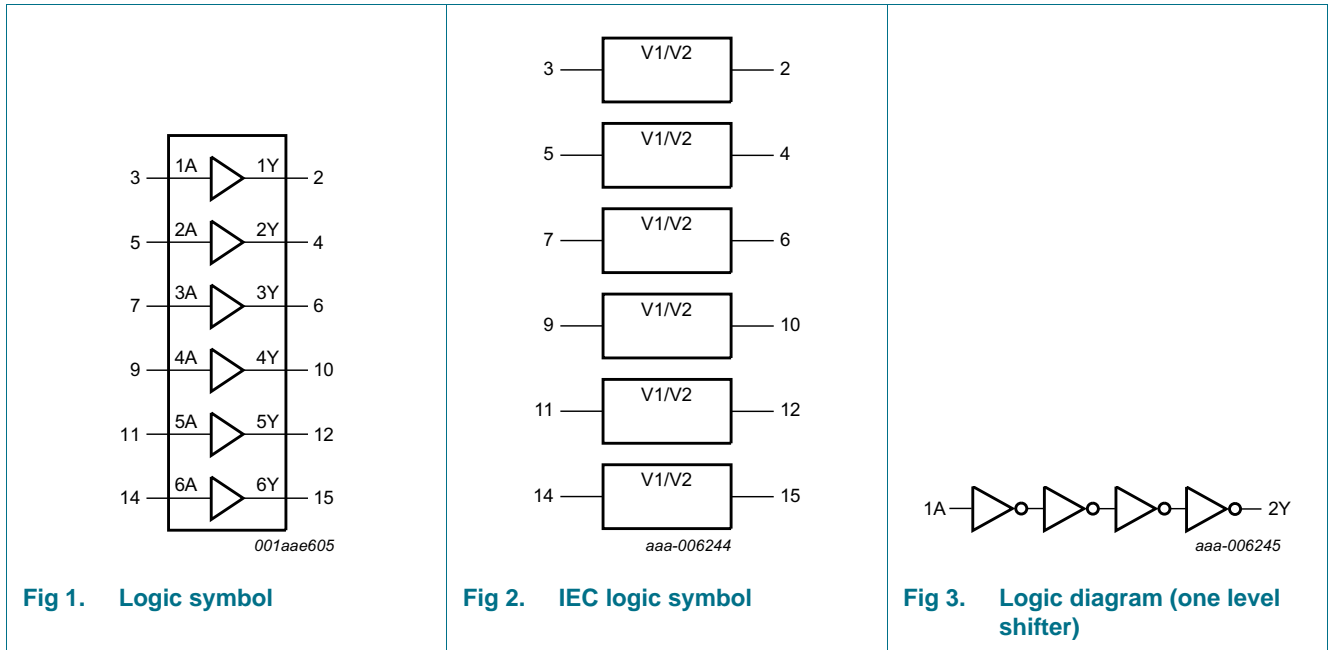 3 1A 1Y 2
5 2A 2Y 4
7 3A 3Y 6
9 4A 4Y 10
11 5A 5Y 12
14 6A 6Y 15
001aae605
Fig 1. Logic symbol
V1/V2
3 2
V1/V2
5 4
V1/V2
7 6
V1/V2
9 10
V1/V2
11 12
V1/V2
14 15
aaa-006244
Fig 2. IEC logic symbol
1A 2Y
aaa-006245
Fig 3. Logic diagram (one level
shifter)